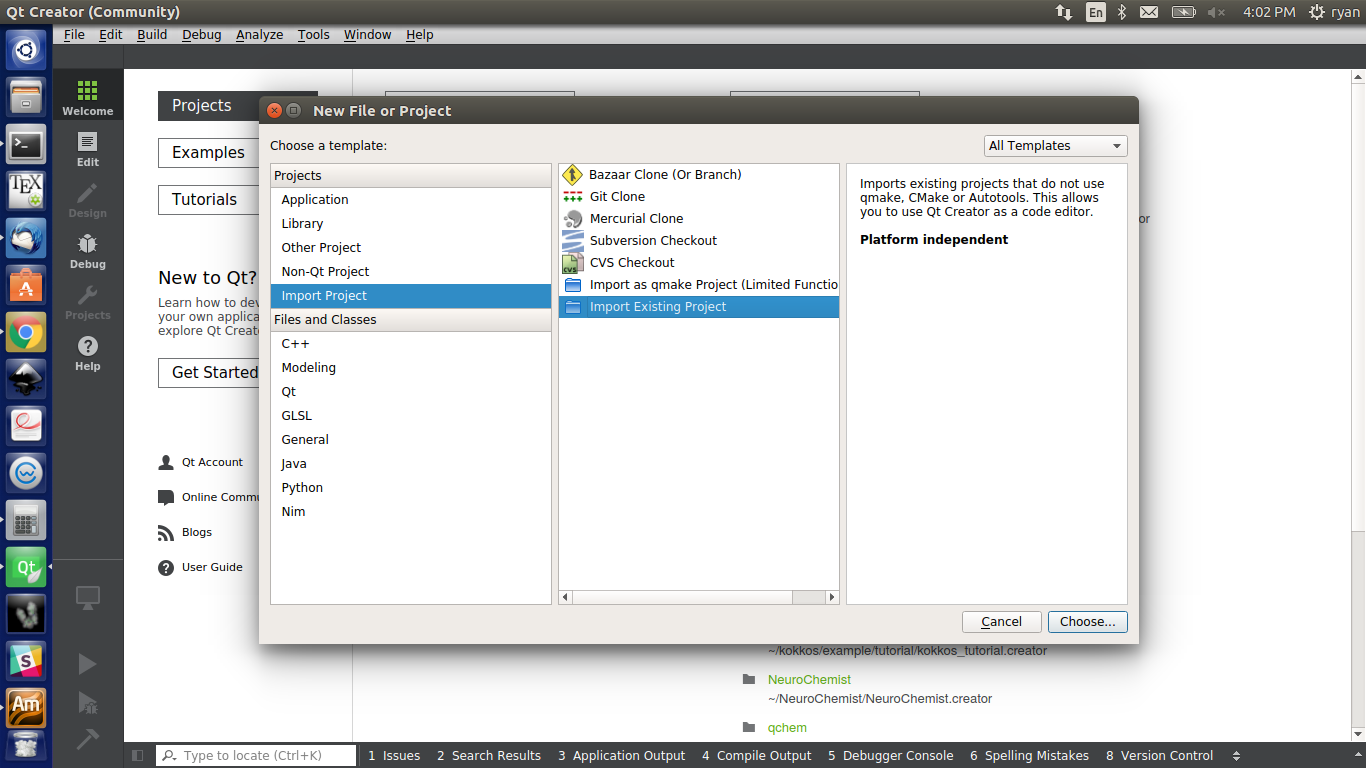 Qt Creator (Community)
En
4:02 PM
ryan
File Edit Build Debug Analyze Tools Window Help
Welcome
Edit
Design
Debug
Projects
Help
Projects
Examples
Tutorials
New to Qt?
Learn how to dev
your own applica
explore Qt Creato
Get Started
Qt Account
Online Commu
Blogs
User Guide
New File or Project
Choose a template:
All Templates
Projects
Application
Library
Other Project
Non-Qt Project
Import Project
Files and Classes
C++
Modeling
Qt
GLSL
General
Java
Python
Nim
Bazaar Clone (Or Branch)
Git Clone
Mercurial Clone
Subversion Checkout
CVS
CVS Checkout
Import as qmake Project (Limited Functio
Import Existing Project
Imports existing projects that do not use
qmake, CMake or Autotools. This allows
you to use Qt Creator as a code editor.
Platform independent
Cancel
Choose...
or
~/kokkos/example/tutorial/kokkos_tutorial.creator
NeuroChemist
~/NeuroChemist/NeuroChemist.creator
qchem
Type to locate (Ctrl+K)
1 Issues
2 Search Results
3 Application Output
4 Compile Output
5 Debugger Console
6 Spelling Mistakes
8 Version Control
TEX
A
W
Qt
S
Am